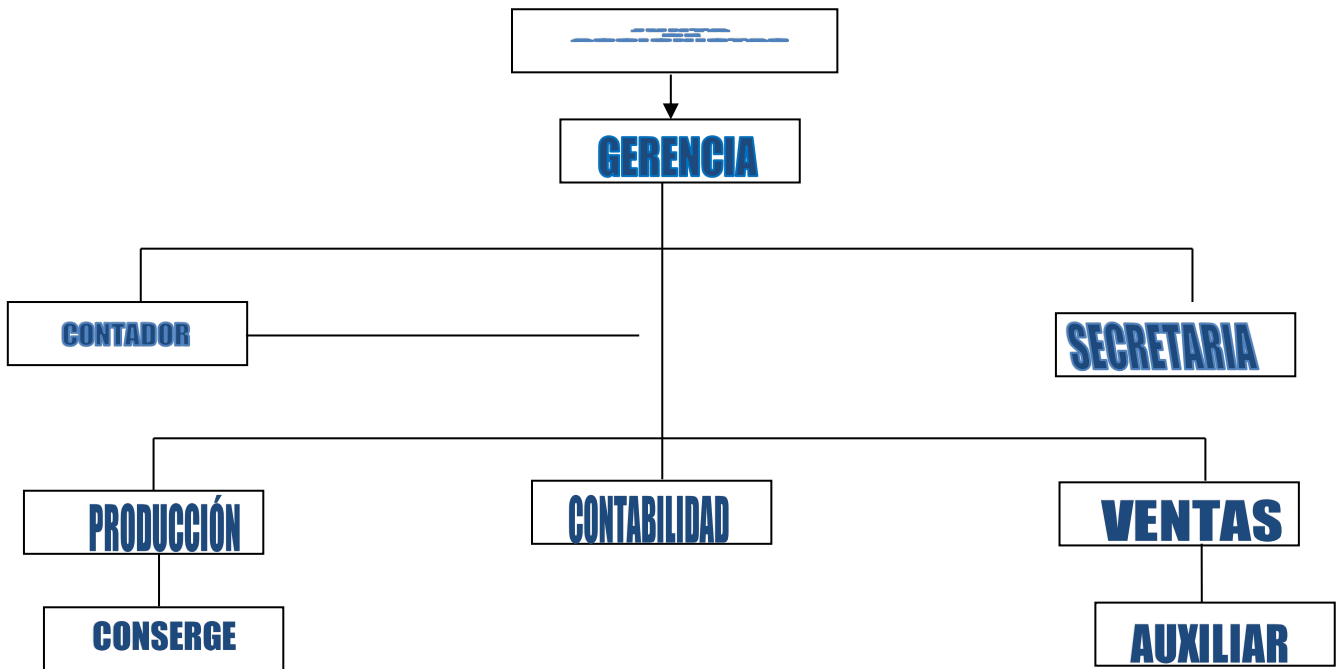 GERENCIA
CONTADOR
SECRETARIA
PRODUCCIÓN
CONTABILIDAD
VENTAS
CONSERGE
AUXILIAR